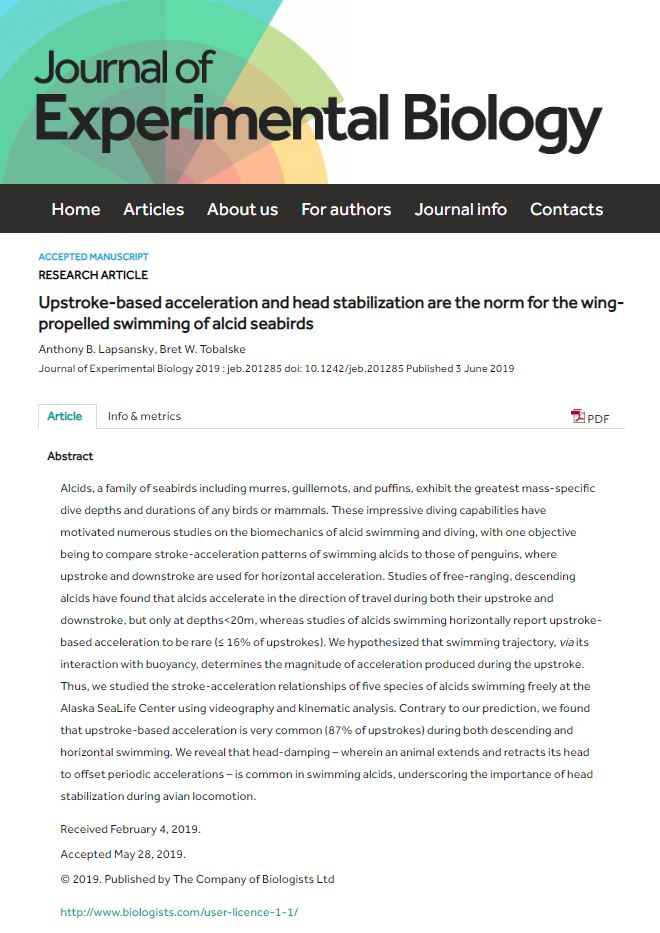 Journal of
Experimental Biology
Home Articles About us For authors Journal info Contacts
ACCEPTED MANUSCRIPT
RESEARCH ARTICLE
Upstroke-based acceleration and head stabilization are the norm for the wing-
propelled swimming of alcid seabirds
Anthony B. Lapsansky, Bret W. Tobalske
Journal of Experimental Biology 2019 : jeb.201285 doi: 10.1242/jeb.201285 Published 3 June 2019
Article Info & metrics PDF
Abstract
Alcids, a family of seabirds including murres, guillemots, and puffins, exhibit the greatest mass-specific
dive depths and durations of any birds or mammals. These impressive diving capabilities have
motivated numerous studies on the biomechanics of alcid swimming and diving, with one objective
being to compare stroke-acceleration patterns of swimming alcids to those of penguins, where
upstroke and downstroke are used for horizontal acceleration. Studies of free-ranging, descending
alcids have found that alcids accelerate in the direction of travel during both their upstroke and
downstroke, but only at depths<20m, whereas studies of alcids swimming horizontally report upstroke-
based acceleration to be rare (≤ 16% of upstrokes). We hypothesized that swimming trajectory, via its
interaction with buoyancy, determines the magnitude of acceleration produced during the upstroke.
Thus, we studied the stroke-acceleration relationships of five species of alcids swimming freely at the
Alaska SeaLife Center using videography and kinematic analysis. Contrary to our prediction, we found
that upstroke-based acceleration is very common (87% of upstrokes) during both descending and
horizontal swimming. We reveal that head-damping – wherein an animal extends and retracts its head
to offset periodic accelerations – is common in swimming alcids, underscoring the importance of head
stabilization during avian locomotion.
Received February 4, 2019.
Accepted May 28, 2019.
© 2019. Published by The Company of Biologists Ltd
http://www.biologists.com/user-licence-1-1/